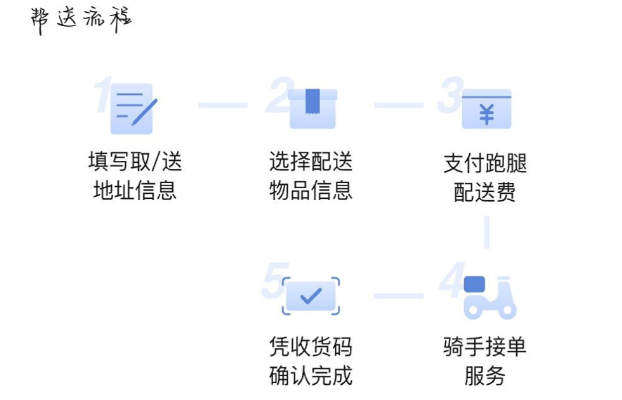 帮送流程
1
填写取/送
地址信息
2
选择配送
物品信息
3
¥
支付跑腿
配送费
4
骑手接单
服务
5
凭收货码
确认完成